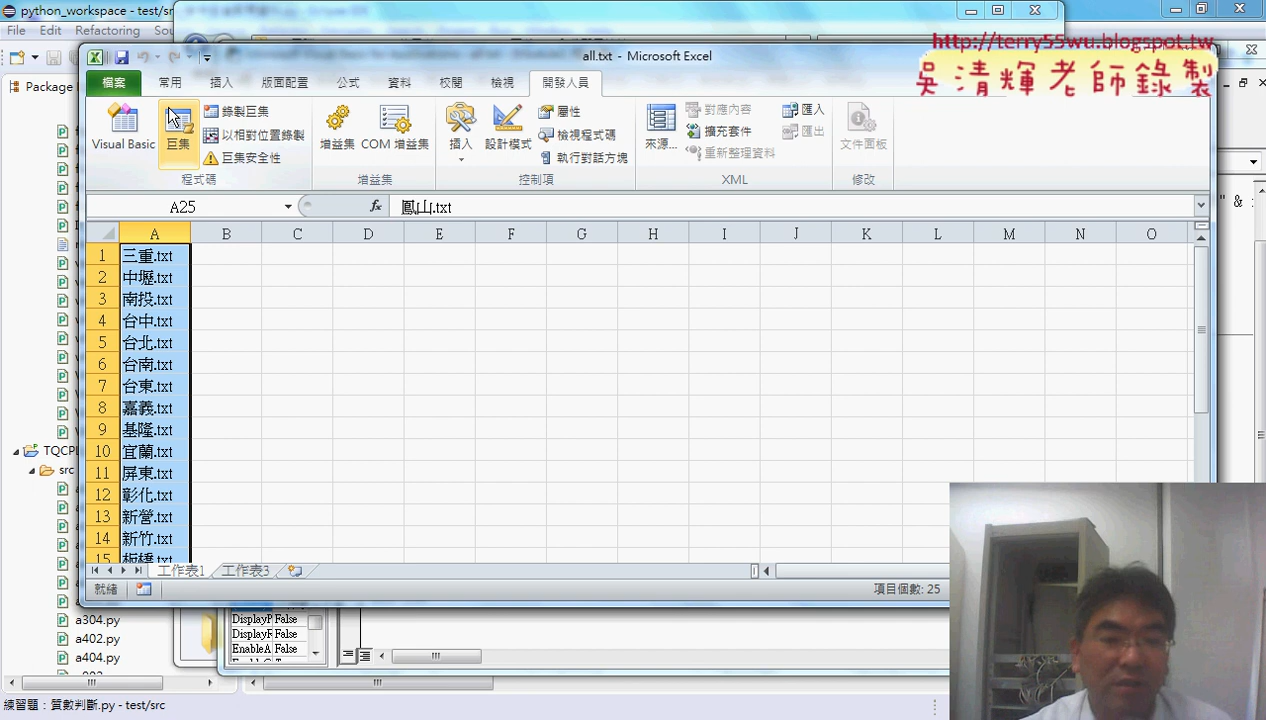 python_workspace - test/sr
File Edit Refactoring Sou
http://terry55wu.blogspot.tw
吳清輝老師錄製
all.txt - Microsoft Excel
檔案 常用 插入 版面配置 公式 資料 校閱 檢視 開發人員
Package
Visual Basic 巨集 錄製巨集 以相對位置錄製 巨集安全性 程式碼
增益集 COM 增益集 增益集
插入 設計模式 屬性 檢視程式碼 執行對話方塊 控制項
來源... 對應內容 擴充套件 重新整理資料 匯入 匯出 XML
文件面板 修改
A25 fx 鳳山.txt
" &
A B C D E F G H I J K L M N O
1 三重.txt
2 中壢.txt
3 南投.txt
4 台中.txt
5 台北.txt
6 台南.txt
7 台東.txt
8 嘉義.txt
9 基隆.txt
10 宜蘭.txt
11 屏東.txt
12 彰化.txt
13 新營.txt
14 新竹.txt
15 板橋.txt
TQCP
src
工作表1 工作表3
就緒 項目個數: 25
DisplayP False
DisplayF False
EnableA False
a304.py
a402.py
a404.py
練習題：質數判斷.py - test/src